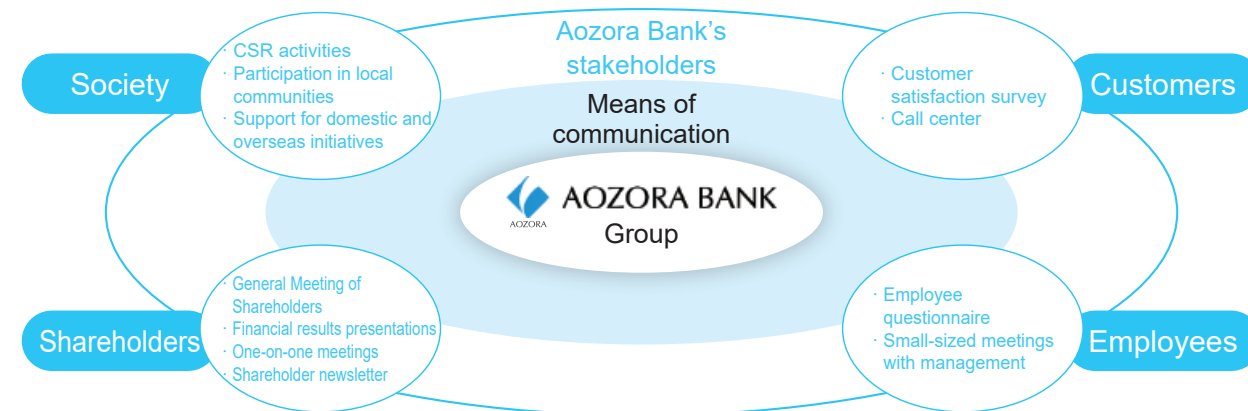 Aozora Bank's
stakeholders
Means of
communication
AOZORA
AOZORA BANK
Group
Society
· CSR activities
· Participation in local
communities
· Support for domestic and
overseas initiatives
Customers
· Customer
satisfaction survey
· Call center
Shareholders
· General Meeting of
Shareholders
· Financial results presentations
· One-on-one meetings
· Shareholder newsletter
Employees
· Employee
questionnaire
· Small-sized meetings
with management